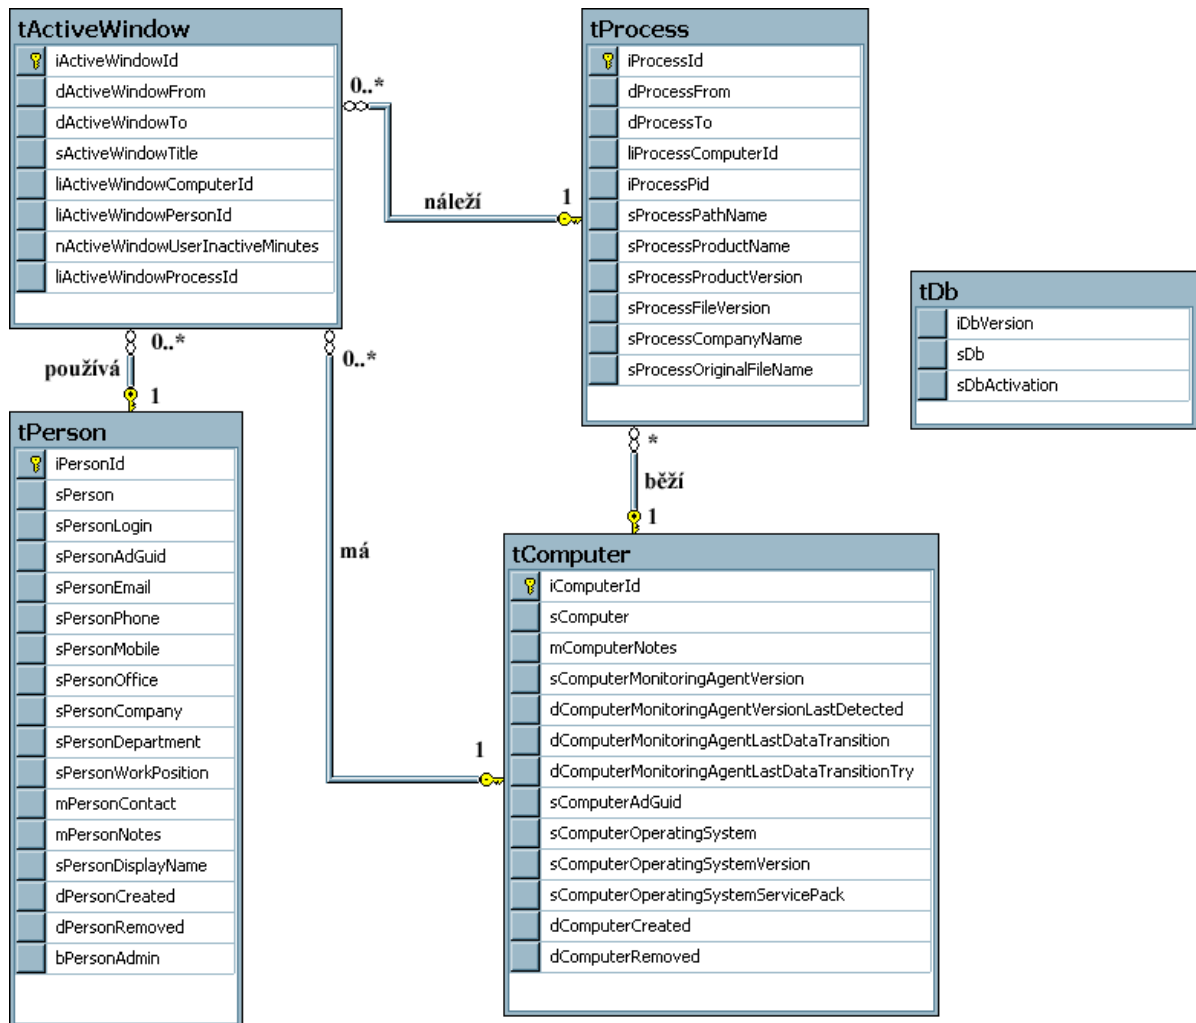 tActiveWindow
iActiveWindowId
dActiveWindowFrom
dActiveWindowTo
sActiveWindowTitle
liActiveWindowComputerId
liActiveWindowPersonId
nActiveWindowUserInactiveMinutes
liActiveWindowProcessId
0..*
náleží
1
tProcess
iProcessId
dProcessFrom
dProcessTo
liProcessComputerId
iProcessPid
sProcessPathName
sProcessProductName
sProcessProductVersion
sProcessFileVersion
sProcessCompanyName
sProcessOriginalFileName
tDb
iDbVersion
sDb
sDbActivation
0..*
používá
1
0..*
má
1
*
běží
1
tPerson
iPersonId
sPerson
sPersonLogin
sPersonAdGuid
sPersonEmail
sPersonPhone
sPersonMobile
sPersonOffice
sPersonCompany
sPersonDepartment
sPersonWorkPosition
mPersonContact
mPersonNotes
sPersonDisplayName
dPersonCreated
dPersonRemoved
bPersonAdmin
tComputer
iComputerId
sComputer
mComputerNotes
sComputerMonitoringAgentVersion
dComputerMonitoringAgentVersionLastDetected
dComputerMonitoringAgentLastDataTransition
dComputerMonitoringAgentLastDataTransitionTry
sComputerAdGuid
sComputerOperatingSystem
sComputerOperatingSystemVersion
sComputerOperatingSystemServicePack
dComputerCreated
dComputerRemoved